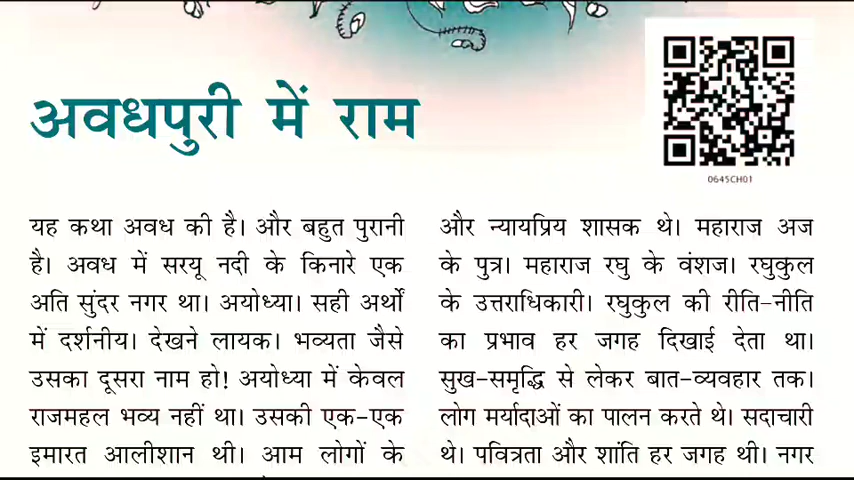 अवधपुरी में राम
0645CH01
यह कथा अवध की है। और बहुत पुरानी
है। अवध में सरयू नदी के किनारे एक
अति सुंदर नगर था। अयोध्या। सही अर्थों
में दर्शनीय। देखने लायक। भव्यता जैसे
उसका दूसरा नाम हो! अयोध्या में केवल
राजमहल भव्य नहीं था। उसकी एक-एक
इमारत आलीशान थी। आम लोगों के
और न्यायप्रिय शासक थे। महाराज अज
के पुत्र। महाराज रघु के वंशज। रघुकुल
के उत्तराधिकारी। रघुकुल की रीति-नीति
का प्रभाव हर जगह दिखाई देता था।
सुख-समृद्धि से लेकर बात-व्यवहार तक।
लोग मर्यादाओं का पालन करते थे। सदाचारी
थे। पवित्रता और शांति हर जगह थी। नगर